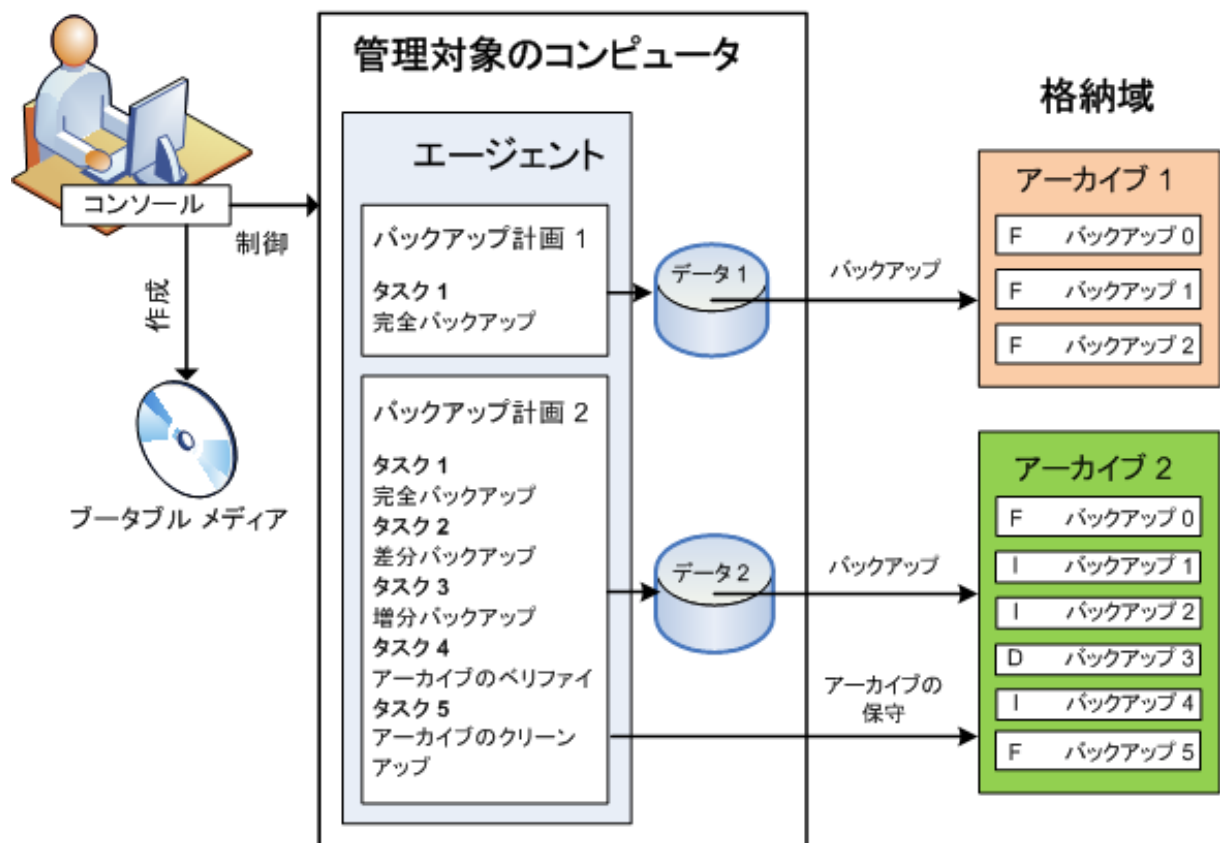 管理対象のコンピュータ
格納域
エージェント
コンソール
制御
作成
ブータブル メディア
バックアップ計画 1
タスク 1
完全バックアップ
バックアップ計画 2
タスク 1
完全バックアップ
タスク 2
差分バックアップ
タスク 3
増分バックアップ
タスク 4
アーカイブのベリファイ
タスク 5
アーカイブのクリーン
アップ
データ 1
データ 2
バックアップ
バックアップ
アーカイブの
保守
アーカイブ 1
F バックアップ 0
F バックアップ 1
F バックアップ 2
アーカイブ 2
F バックアップ 0
I バックアップ 1
I バックアップ 2
D バックアップ 3
I バックアップ 4
F バックアップ 5